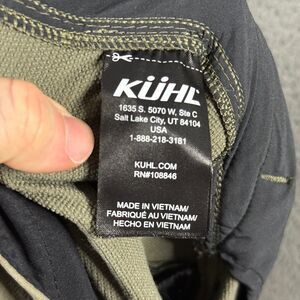 KÜHL
1635 S. 5070 W, Ste C
Salt Lake City, UT 84104
USA
1-888-218-3181
KUHL.COM
RN#108846
MADE IN VIETNAM/
FABRIQUÉ AU VIETNAM/
HECHO EN VIETNAM